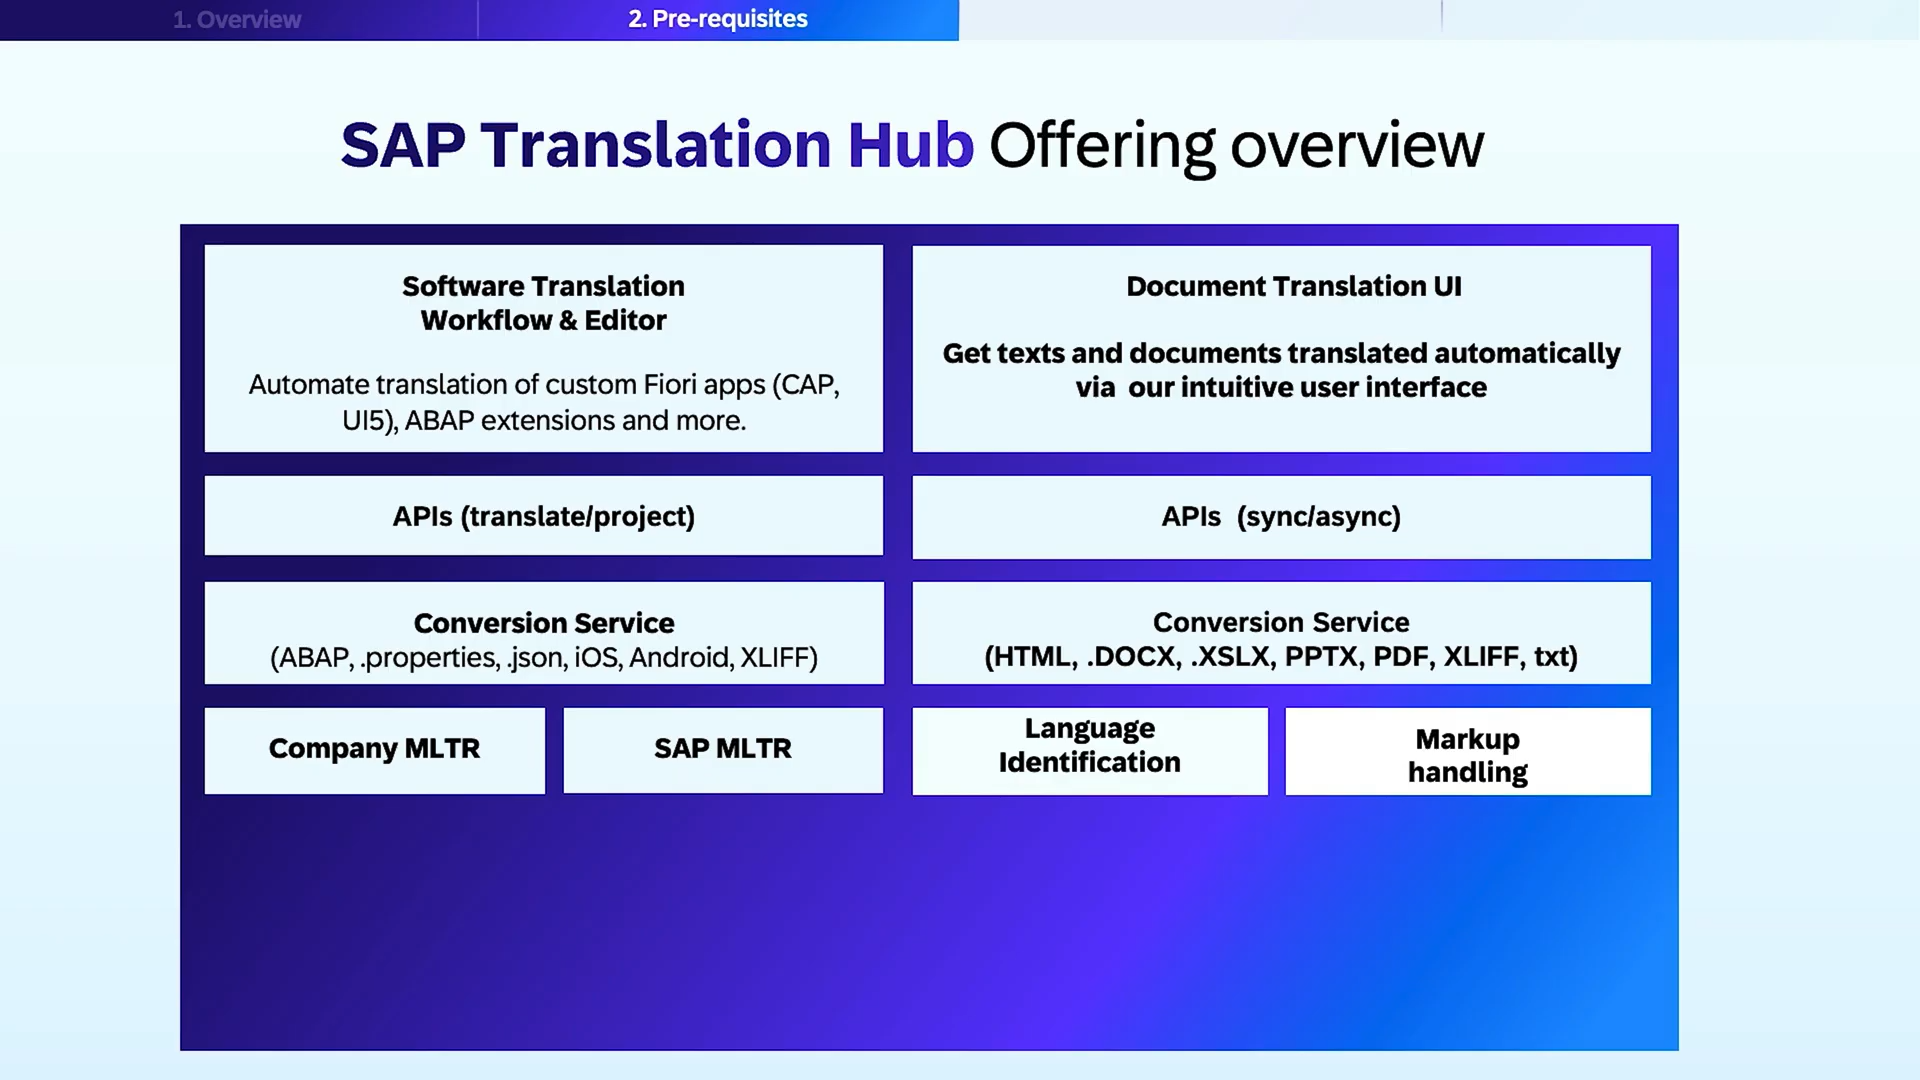 1. Overview
2. Pre-requisites
SAP Translation Hub Offering overview
Software Translation
Workflow & Editor
Automate translation of custom Fiori apps (CAP,
UI5), ABAP extensions and more.
Document Translation UI
Get texts and documents translated automatically
via our intuitive user interface
APIs (translate/project)
APIs (sync/async)
Conversion Service
(ABAP, .properties, .json, iOS, Android, XLIFF)
Conversion Service
(HTML, .DOCX, .XSLX, PPTX, PDF, XLIFF, txt)
Company MLTR
SAP MLTR
Language
Identification
Markup
handling